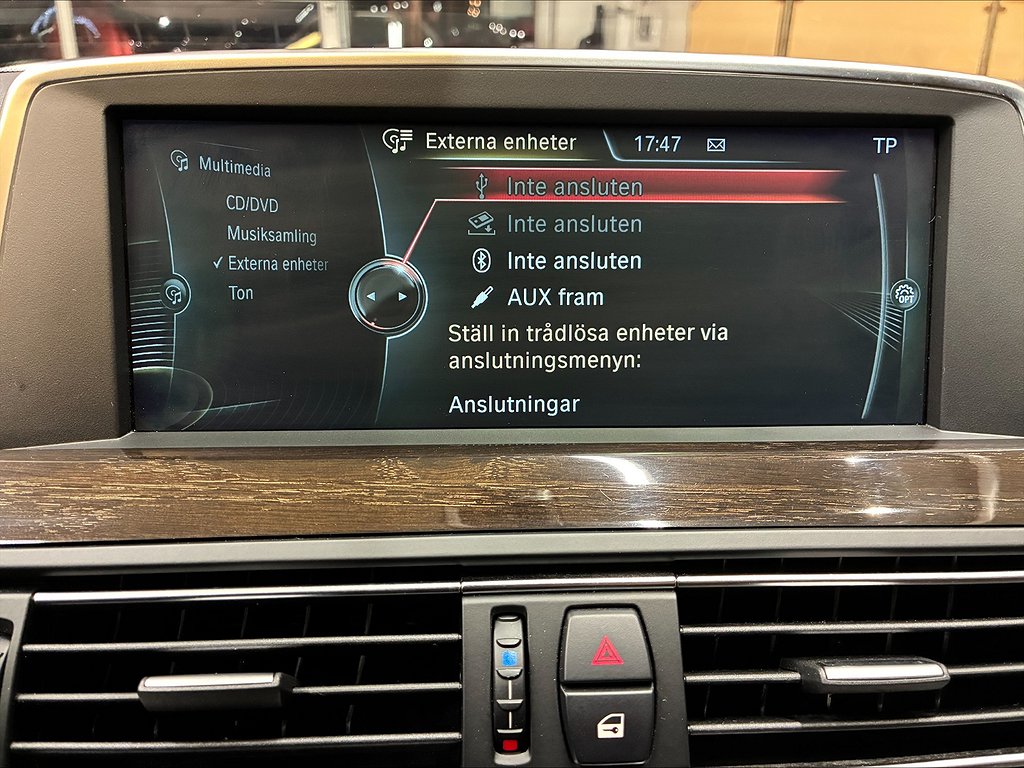 Externa enheter 17:47 TP
Multimedia
CD/DVD
Musiksamling
✓ Externa enheter
Ton
Inte ansluten
Inte ansluten
Inte ansluten
AUX fram
Ställ in trådlösa enheter via
anslutningsmenyn:
Anslutningar
OPT